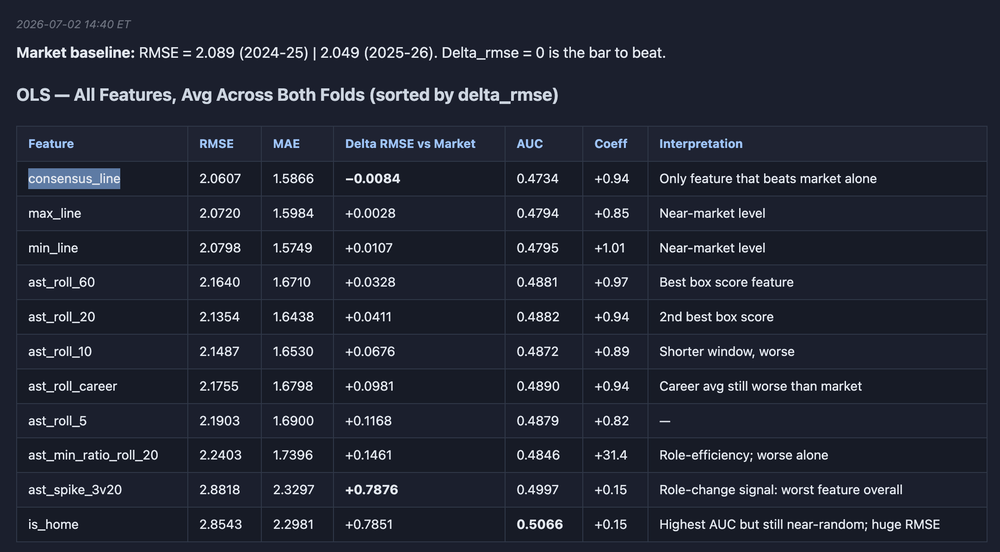 2026-07-02 14:40 ET
Market baseline: RMSE = 2.089 (2024-25) | 2.049 (2025-26). Delta_rmse = 0 is the bar to beat.
OLS — All Features, Avg Across Both Folds (sorted by delta_rmse)
Feature RMSE MAE Delta RMSE vs Market AUC Coeff Interpretation
consensus_line 2.0607 1.5866 −0.0084 0.4734 +0.94 Only feature that beats market alone
max_line 2.0720 1.5984 +0.0028 0.4794 +0.85 Near-market level
min_line 2.0798 1.5749 +0.0107 0.4795 +1.01 Near-market level
ast_roll_60 2.1640 1.6710 +0.0328 0.4881 +0.97 Best box score feature
ast_roll_20 2.1354 1.6438 +0.0411 0.4882 +0.94 2nd best box score
ast_roll_10 2.1487 1.6530 +0.0676 0.4872 +0.89 Shorter window, worse
ast_roll_career 2.1755 1.6798 +0.0981 0.4890 +0.94 Career avg still worse than market
ast_roll_5 2.1903 1.6900 +0.1168 0.4879 +0.82 —
ast_min_ratio_roll_20 2.2403 1.7396 +0.1461 0.4846 +31.4 Role-efficiency; worse alone
ast_spike_3v20 2.8818 2.3297 +0.7876 0.4997 +0.15 Role-change signal: worst feature overall
is_home 2.8543 2.2981 +0.7851 0.5066 +0.15 Highest AUC but still near-random; huge RMSE